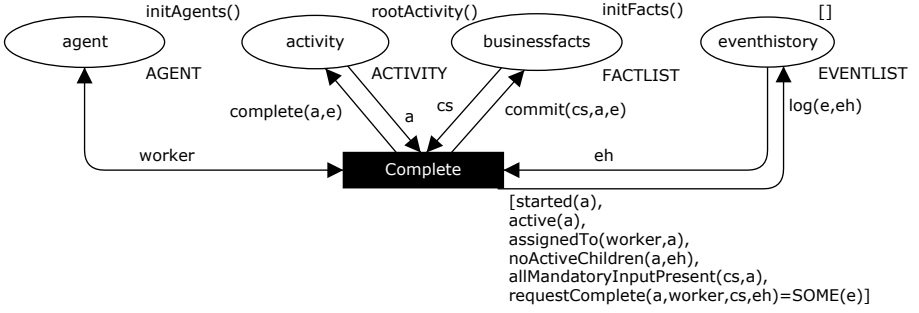 initAgents()
rootActivity()
initFacts()
[]
agent
activity
businessfacts
eventhistory
AGENT
ACTIVITY
FACTLIST
EVENTLIST
complete(a,e)
a
cs
commit(cs,a,e)
log(e,eh)
worker
Complete
eh
[started(a),
active(a),
assignedTo(worker,a),
noActiveChildren(a,eh),
allMandatoryInputPresent(cs,a),
requestComplete(a,worker,cs,eh)=SOME(e)]